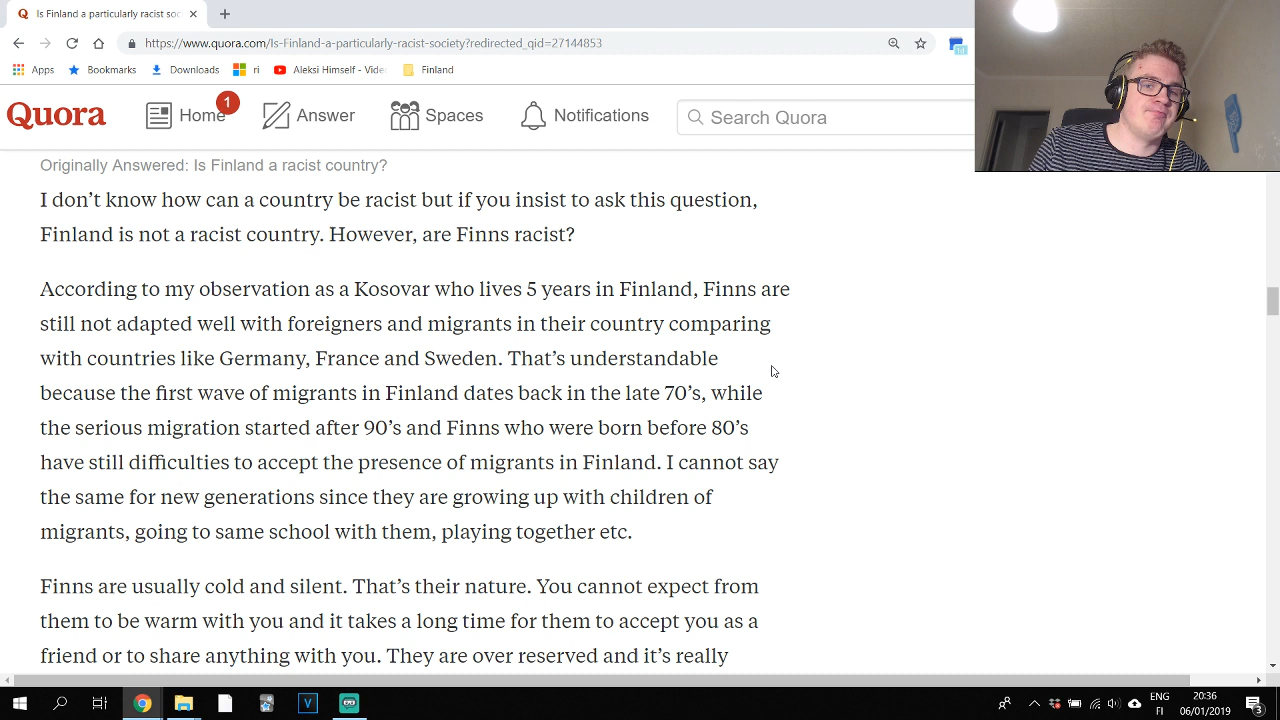 Is Finland a particularly racist soc
https://www.quora.com/Is-Finland-a-particularly-racist-society?redirected_qid=27144853
Apps
Bookmarks
Downloads
ri
Aleksi Himself - Vide
Finland
Quora
Home
1
Answer
Spaces
Notifications
Search Quora
Originally Answered: Is Finland a racist country?
I don't know how can a country be racist but if you insist to ask this question,
Finland is not a racist country. However, are Finns racist?
According to my observation as a Kosovar who lives 5 years in Finland, Finns are
still not adapted well with foreigners and migrants in their country comparing
with countries like Germany, France and Sweden. That's understandable
because the first wave of migrants in Finland dates back in the late 70's, while
the serious migration started after 90's and Finns who were born before 80's
have still difficulties to accept the presence of migrants in Finland. I cannot say
the same for new generations since they are growing up with children of
migrants, going to same school with them, playing together etc.
Finns are usually cold and silent. That's their nature. You cannot expect from
them to be warm with you and it takes a long time for them to accept you as a
friend or to share anything with you. They are over reserved and it's really
ENG
FI
20:36
06/01/2019
3